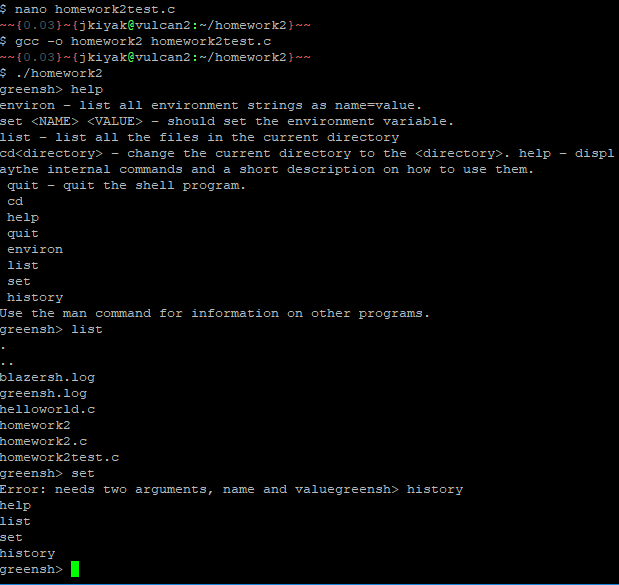 $ nano homework2test.c
~~{0.03}~{jkiyak@vulcan2:~/homework2}~~
$ gcc -o homework2 homework2test.c
~~{0.03}~{jkiyak@vulcan2:~/homework2}~~
$ ./homework2
greensh> help
environ - list all environment strings as name=value.
set <NAME> <VALUE> - should set the environment variable.
list - list all the files in the current directory
cd<directory> - change the current directory to the <directory>. help - displ
aythe internal commands and a short description on how to use them.
 quit - quit the shell program.
 cd
 help
 quit
 environ
 list
 set
 history
Use the man command for information on other programs.
greensh> list
.
..
blazersh.log
greensh.log
helloworld.c
homework2
homework2.c
homework2test.c
greensh> set
Error: needs two arguments, name and valuegreensh> history
help
list
set
history
greensh>